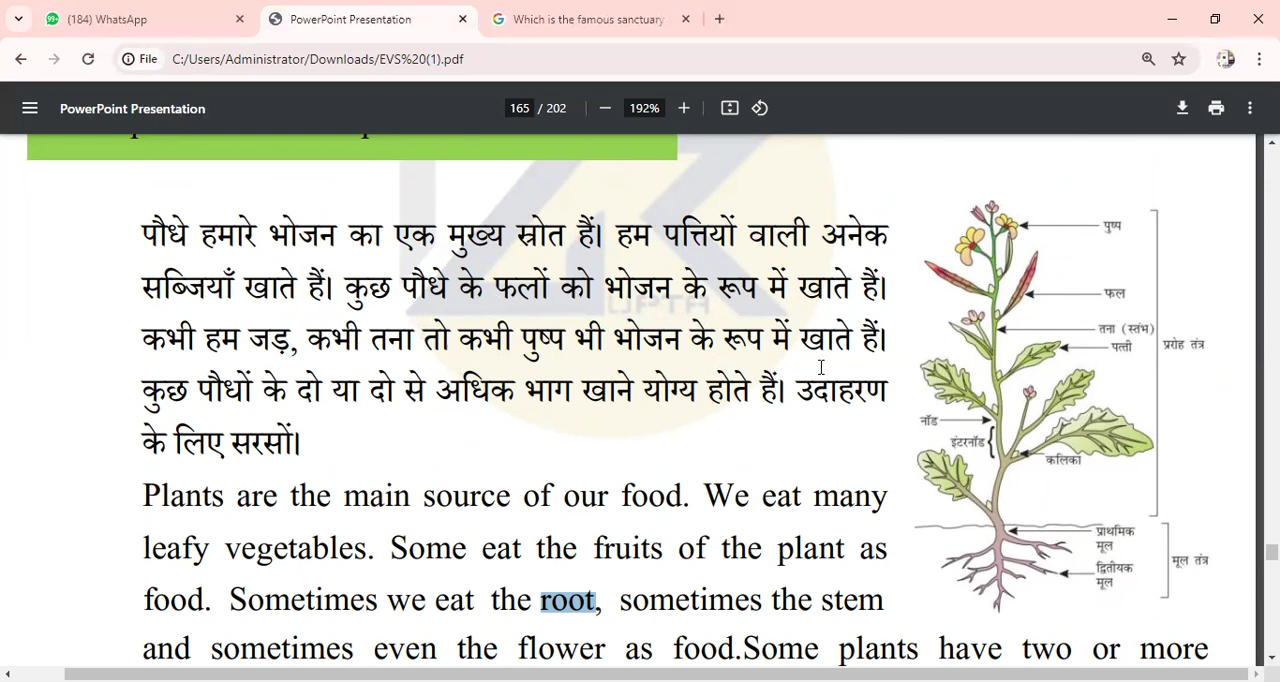 (184) WhatsApp
PowerPoint Presentation
Which is the famous sanctuary
File C:/Users/Administrator/Downloads/EVS%20(1).pdf
PowerPoint Presentation
165 / 202
192%
पौधे हमारे भोजन का एक मुख्य स्रोत हैं। हम पत्तियों वाली अनेक
सब्जियाँ खाते हैं। कुछ पौधे के फलों को भोजन के रूप में खाते हैं।
कभी हम जड़, कभी तना तो कभी पुष्प भी भोजन के रूप में खाते हैं।
कुछ पौधों के दो या दो से अधिक भाग खाने योग्य होते हैं। उदाहरण
के लिए सरसों।
Plants are the main source of our food. We eat many
leafy vegetables. Some eat the fruits of the plant as
food. Sometimes we eat the root, sometimes the stem
and sometimes even the flower as food.Some plants have two or more
पुष्प
फल
तना (स्तंभ)
पत्ती
प्ररोह तंत्र
नॉड
इंटरनॉड
कलिका
प्राथमिक
मूल
द्वितीयक
मूल
मूल तंत्र